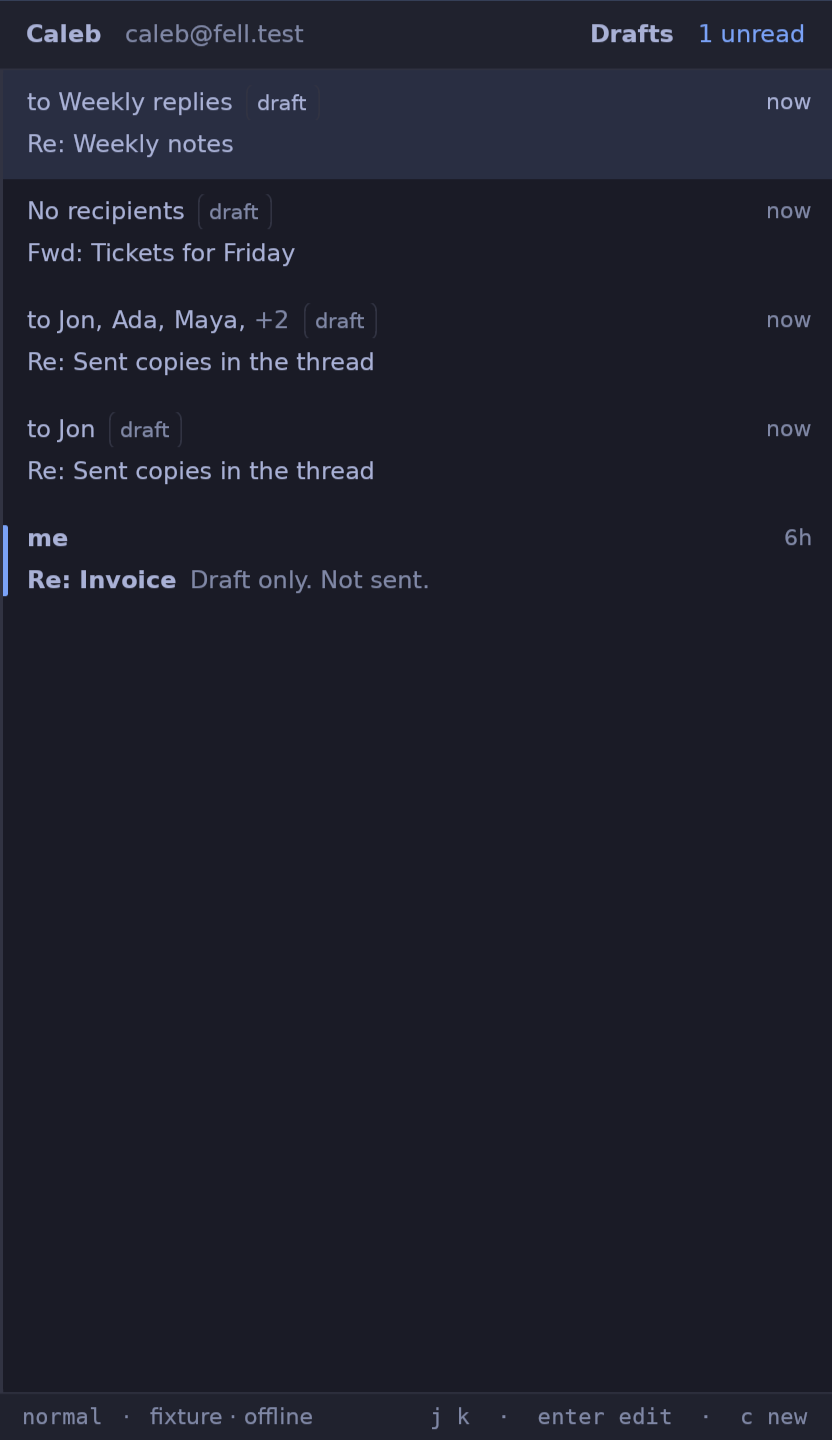 Caleb caleb@fell.test Drafts 1 unread
to Weekly replies draft now
Re: Weekly notes
No recipients draft now
Fwd: Tickets for Friday
to Jon, Ada, Maya, +2 draft now
Re: Sent copies in the thread
to Jon draft now
Re: Sent copies in the thread
me 6h
Re: Invoice Draft only. Not sent.
normal · fixture · offline j k · enter edit · c new